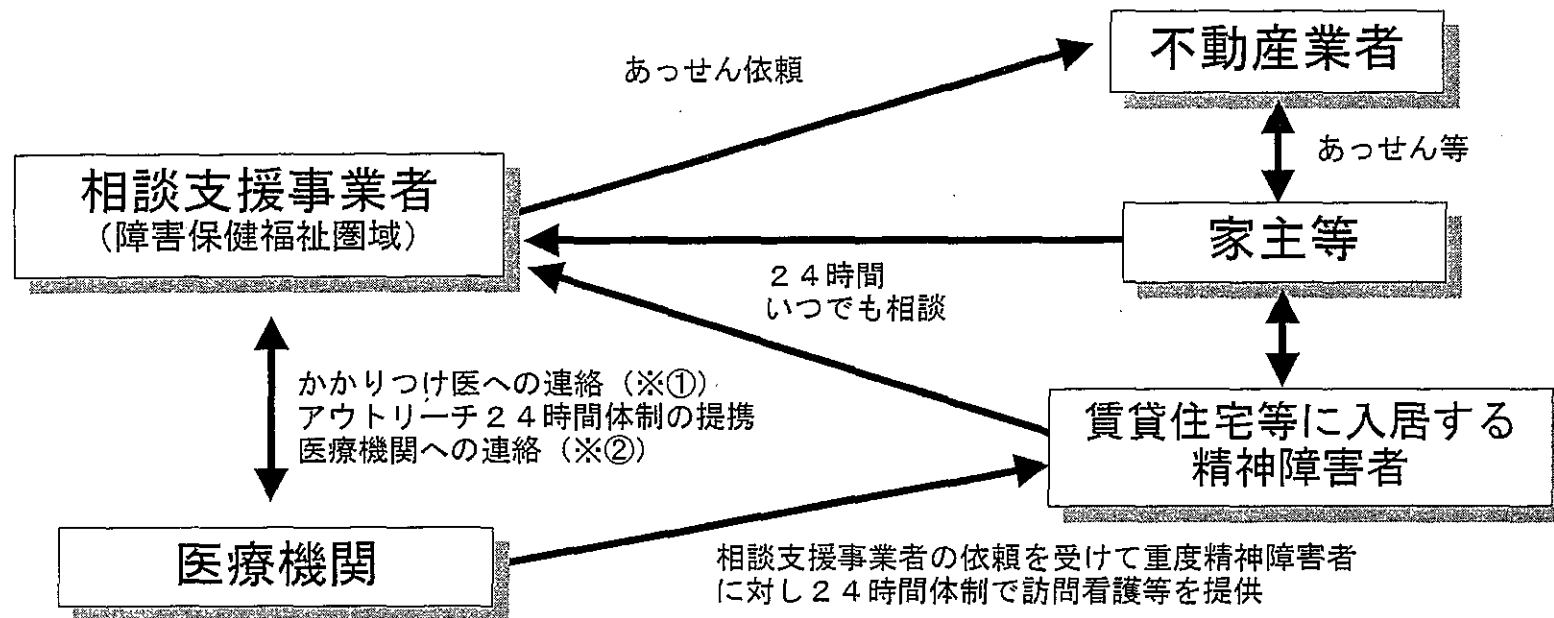 不動産業者
あっせん依頼
あっせん等
相談支援事業者
（障害保健福祉圏域）
家主等
２４時間
いつでも相談
かかりつけ医への連絡（※①）
アウトリーチ２４時間体制の提携
医療機関への連絡（※②）
賃貸住宅等に入居する
精神障害者
医療機関
相談支援事業者の依頼を受けて重度精神障害者
に対し２４時間体制で訪問看護等を提供